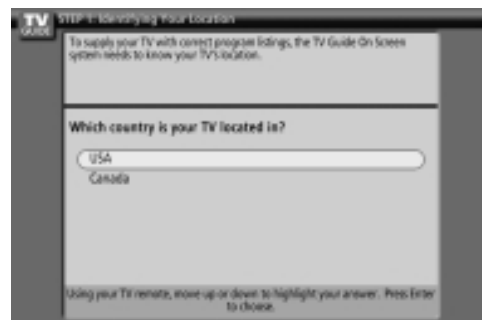 TV
GUIDE
STEP 1: Identifying Your Location
To supply your TV with correct program listings, the TV Guide On Screen
system needs to know your TV's location.
Which country is your TV located in?
USA
Canada
Using your TV remote, move up or down to highlight your answer. Press Enter
to choose.